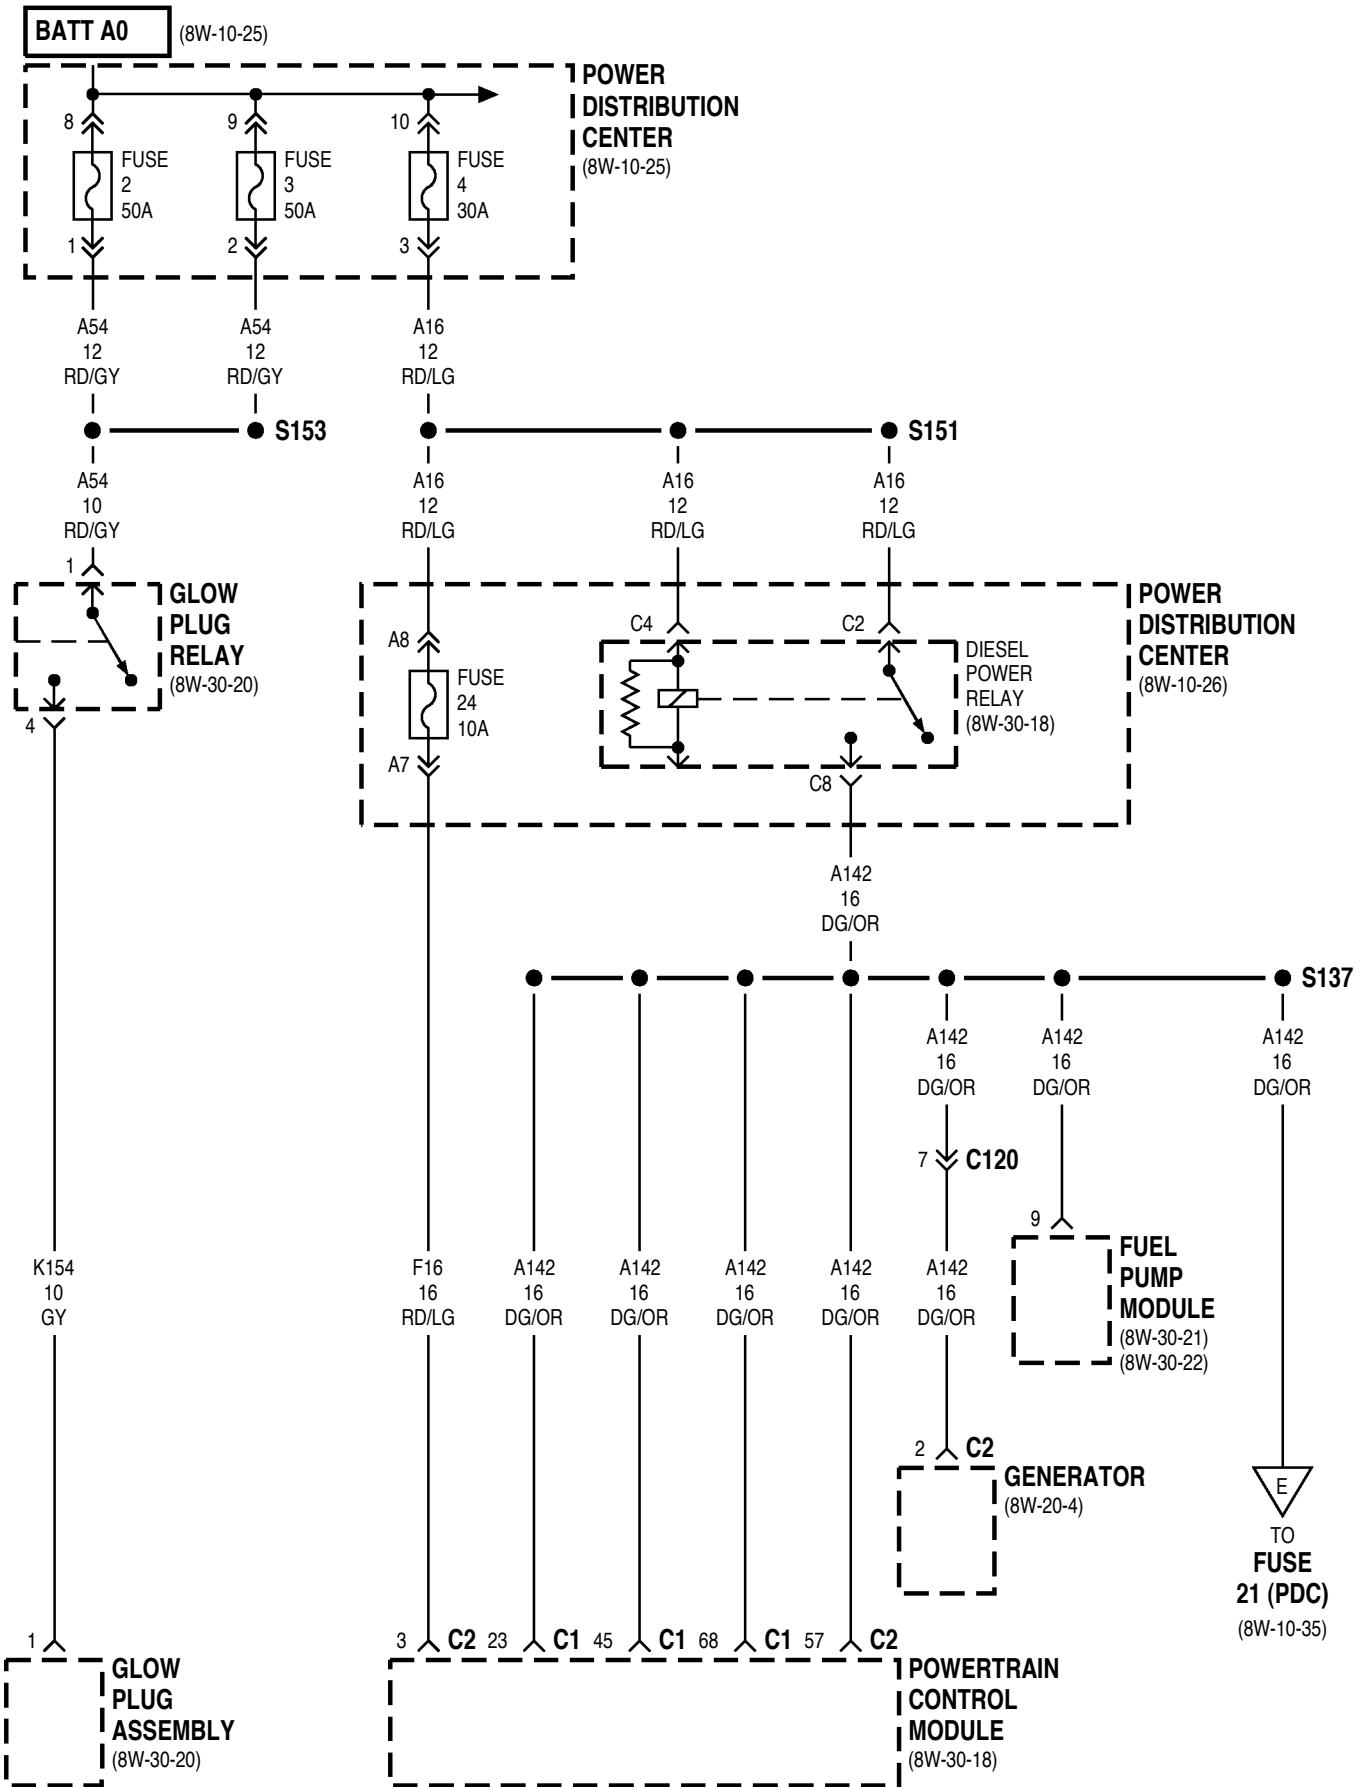 BATT A0
(8W-10-25)
POWER
DISTRIBUTION
CENTER
(8W-10-25)
8
9
10
FUSE
2
50A
FUSE
3
50A
FUSE
4
30A
1
2
3
A54
12
RD/GY
A54
12
RD/GY
A16
12
RD/LG
S153
S151
A54
10
RD/GY
A16
12
RD/LG
A16
12
RD/LG
A16
12
RD/LG
1
GLOW
PLUG
RELAY
(8W-30-20)
4
A8
FUSE
24
10A
A7
C4
C2
DIESEL
POWER
RELAY
(8W-30-18)
C8
POWER
DISTRIBUTION
CENTER
(8W-10-26)
A142
16
DG/OR
S137
A142
16
DG/OR
A142
16
DG/OR
A142
16
DG/OR
7
C120
9
FUEL
PUMP
MODULE
(8W-30-21)
(8W-30-22)
K154
10
GY
F16
16
RD/LG
A142
16
DG/OR
A142
16
DG/OR
A142
16
DG/OR
A142
16
DG/OR
A142
16
DG/OR
2
C2
GENERATOR
(8W-20-4)
E
TO
FUSE
21 (PDC)
(8W-10-35)
1
GLOW
PLUG
ASSEMBLY
(8W-30-20)
3
C2
23
C1
45
C1
68
C1
57
C2
POWERTRAIN
CONTROL
MODULE
(8W-30-18)